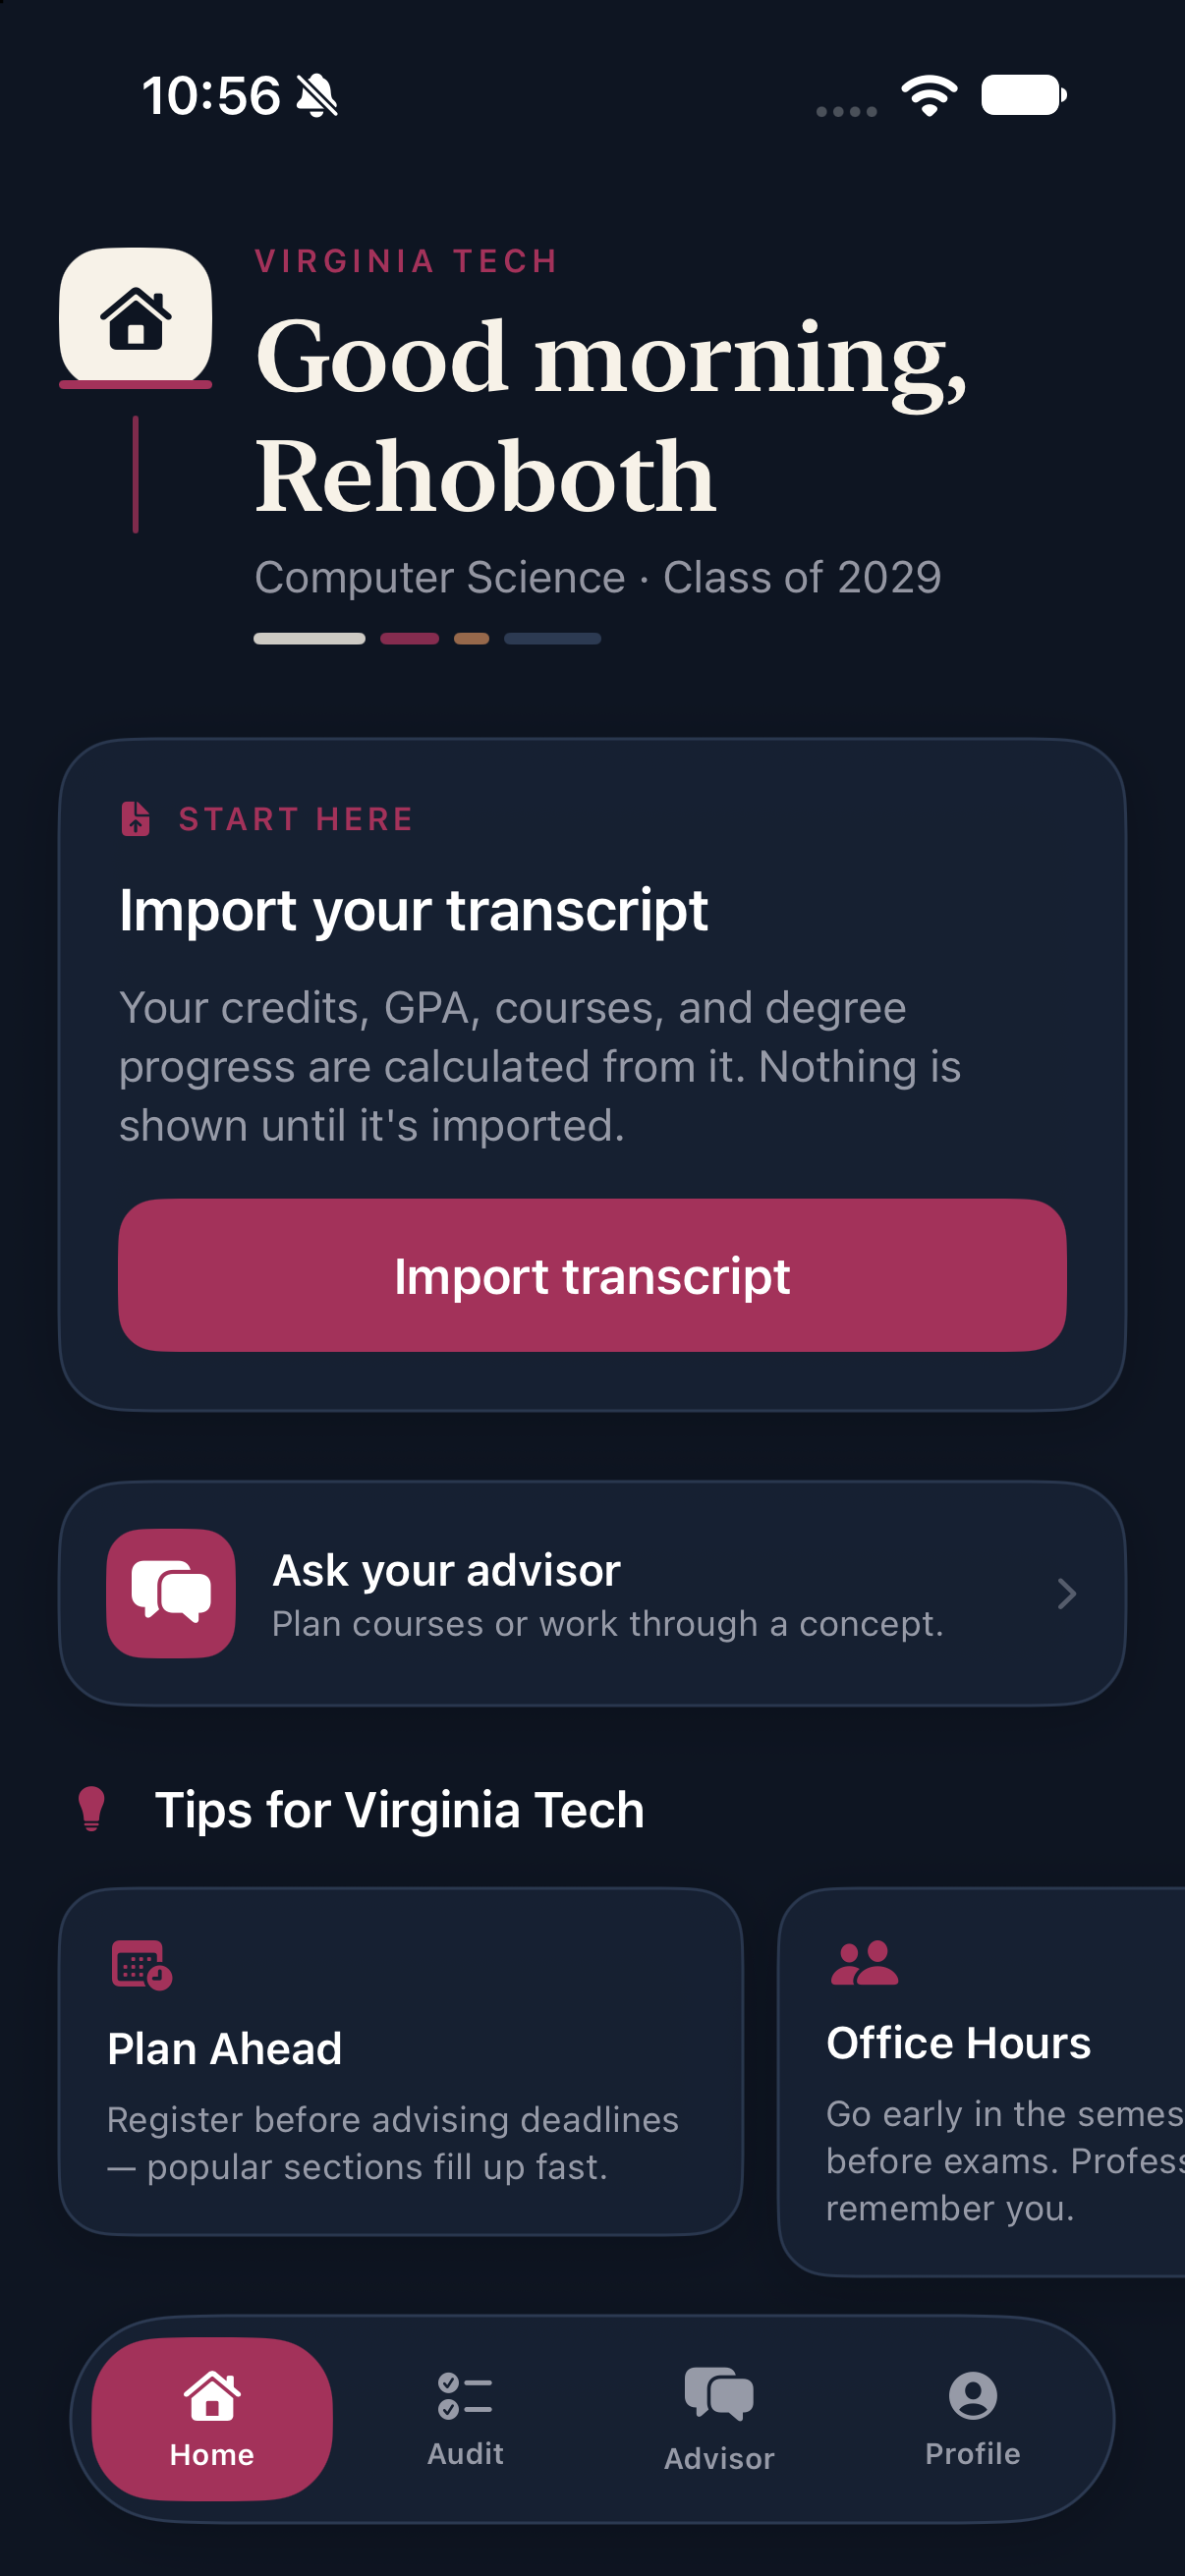 10:56
VIRGINIA TECH
Good morning,
Rehoboth
Computer Science · Class of 2029
START HERE
Import your transcript
Your credits, GPA, courses, and degree
progress are calculated from it. Nothing is
shown until it's imported.
Import transcript
Ask your advisor
Plan courses or work through a concept.
Tips for Virginia Tech
Plan Ahead
Register before advising deadlines
— popular sections fill up fast.
Office Hours
Go early in the semes
before exams. Profess
remember you.
Home
Audit
Advisor
Profile